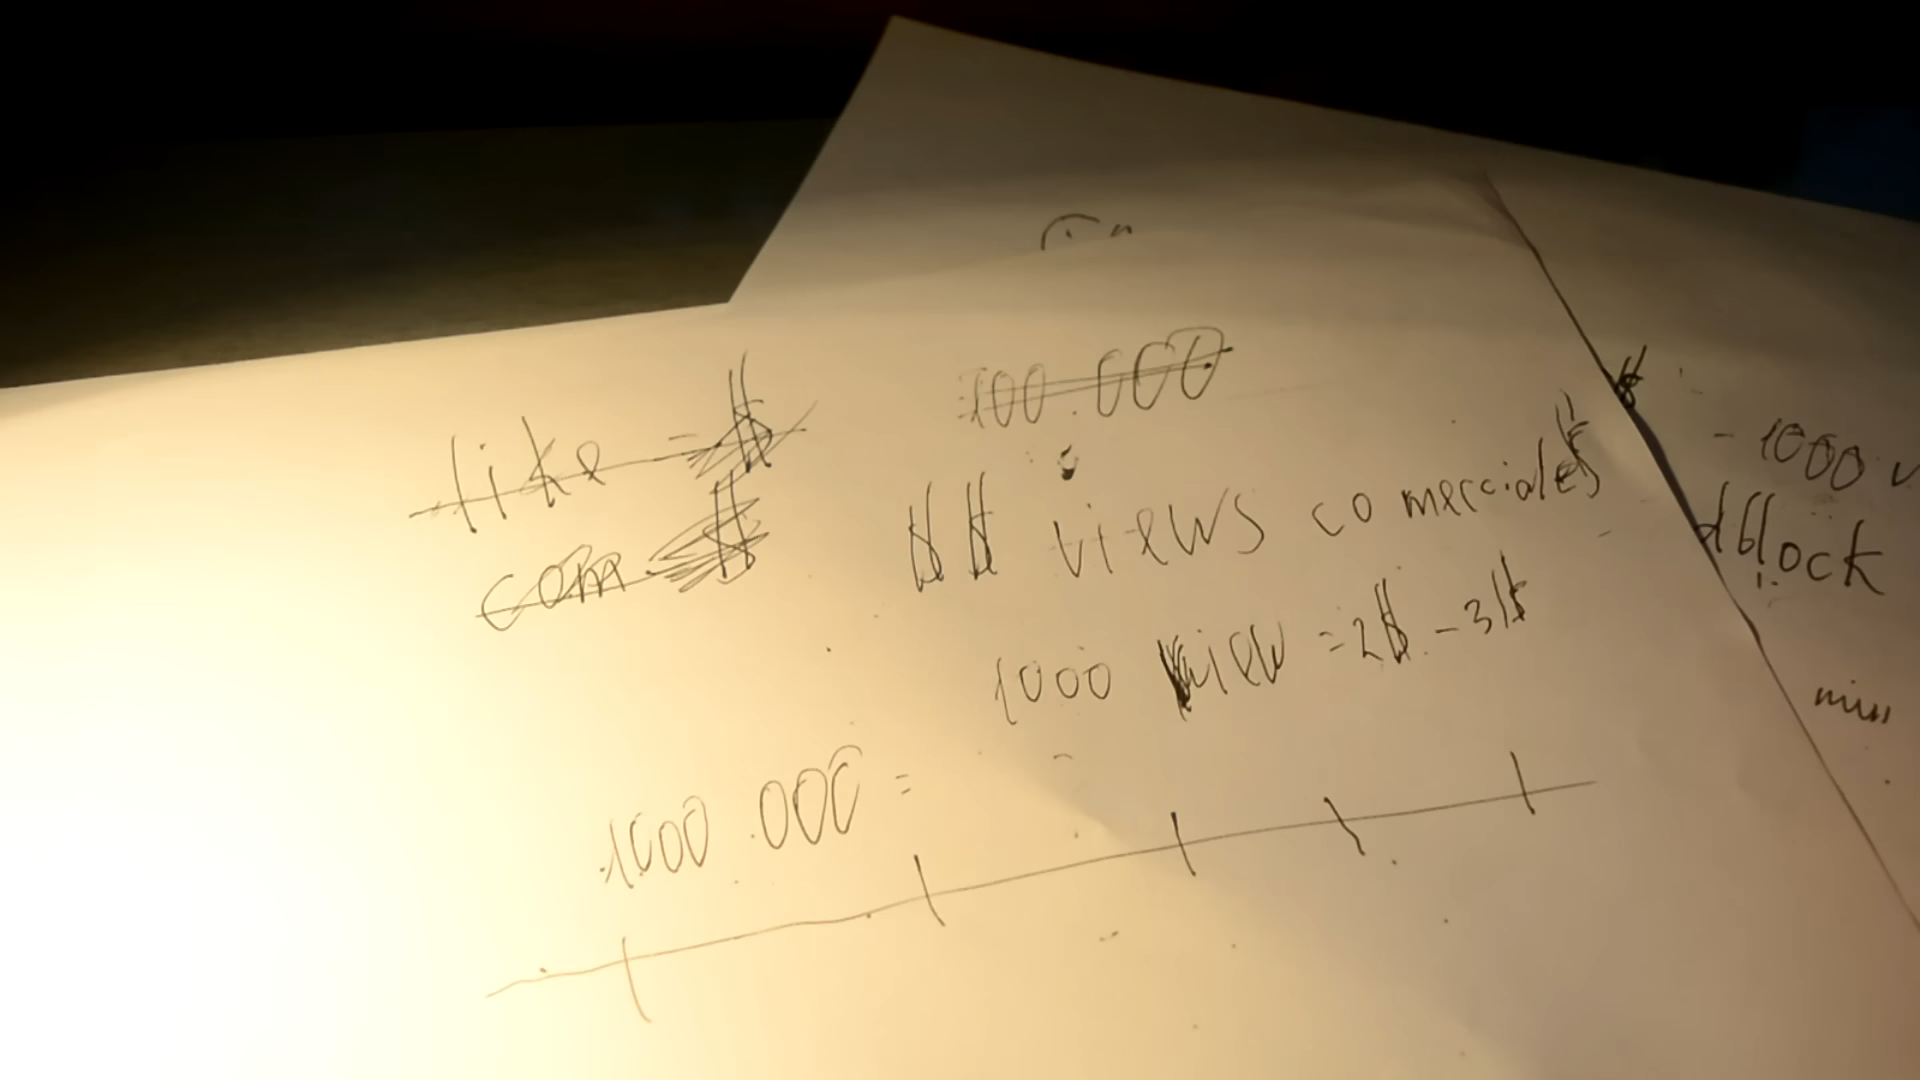 like = $
com = $
100.000
$$ views comerciales $
1000 view = 2$ - 3$
1000.000 =
$
- 1000 v
dblock